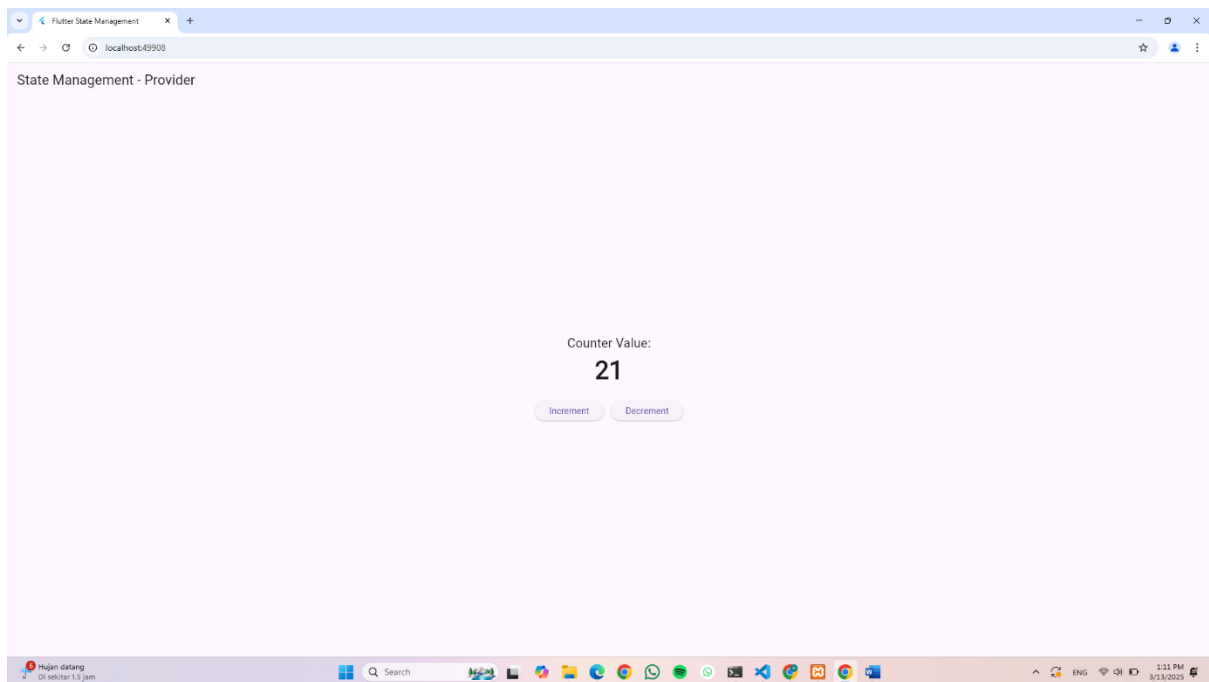 Flutter State Management
localhost:49908
State Management - Provider
Counter Value:
21
Increment Decrement
6
Hujan datang
Di sekitar 1.5 jam
Search
ENG
1:11 PM
3/13/2025